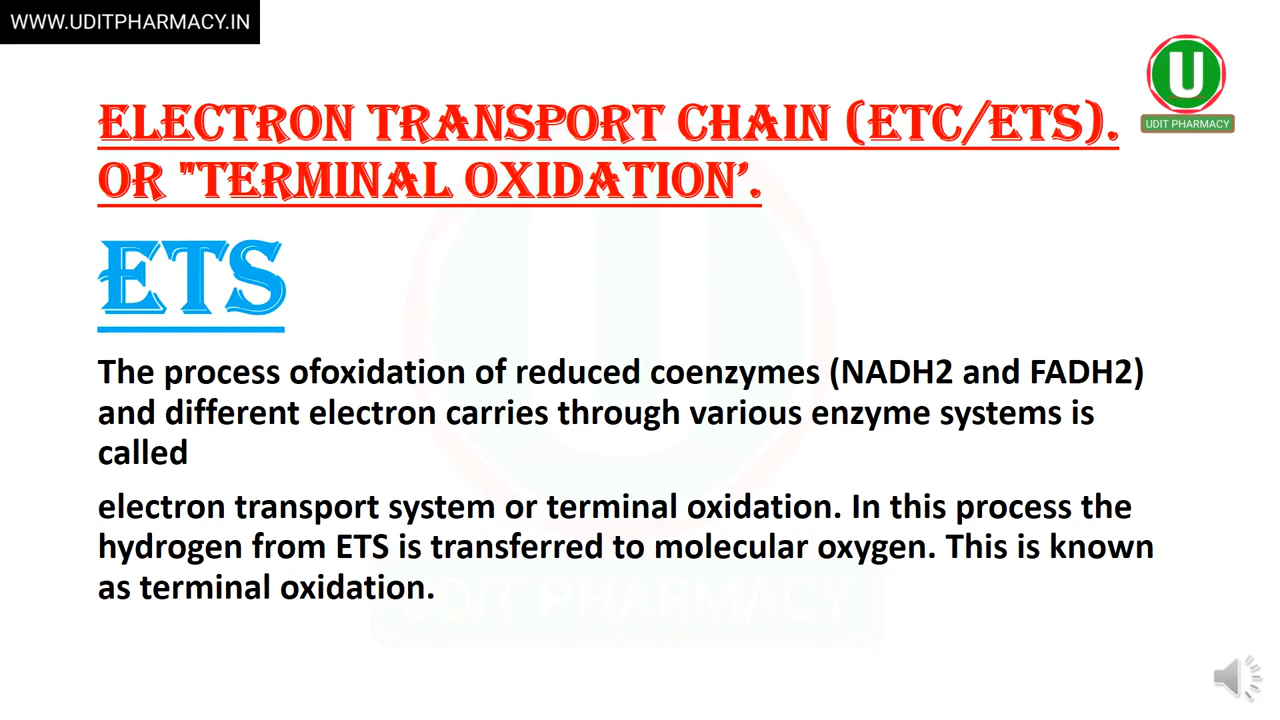 WWW.UDITPHARMACY.IN
U
UDIT PHARMACY
ELECTRON TRANSPORT CHAIN (ETC/ETS).
OR "TERMINAL OXIDATION’.
ETS
The process ofoxidation of reduced coenzymes (NADH2 and FADH2)
and different electron carries through various enzyme systems is
called
electron transport system or terminal oxidation. In this process the
hydrogen from ETS is transferred to molecular oxygen. This is known
as terminal oxidation.
UDIT PHARMACY